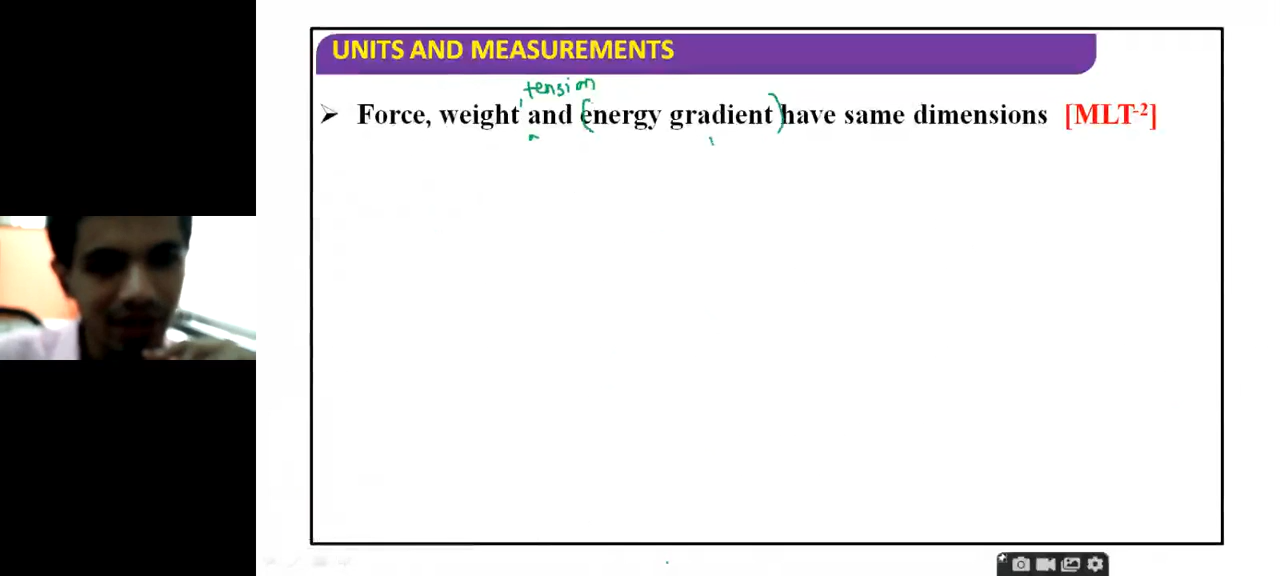 UNITS AND MEASUREMENTS
tension
➢ Force, weight, and (energy gradient) have same dimensions [MLT⁻²]